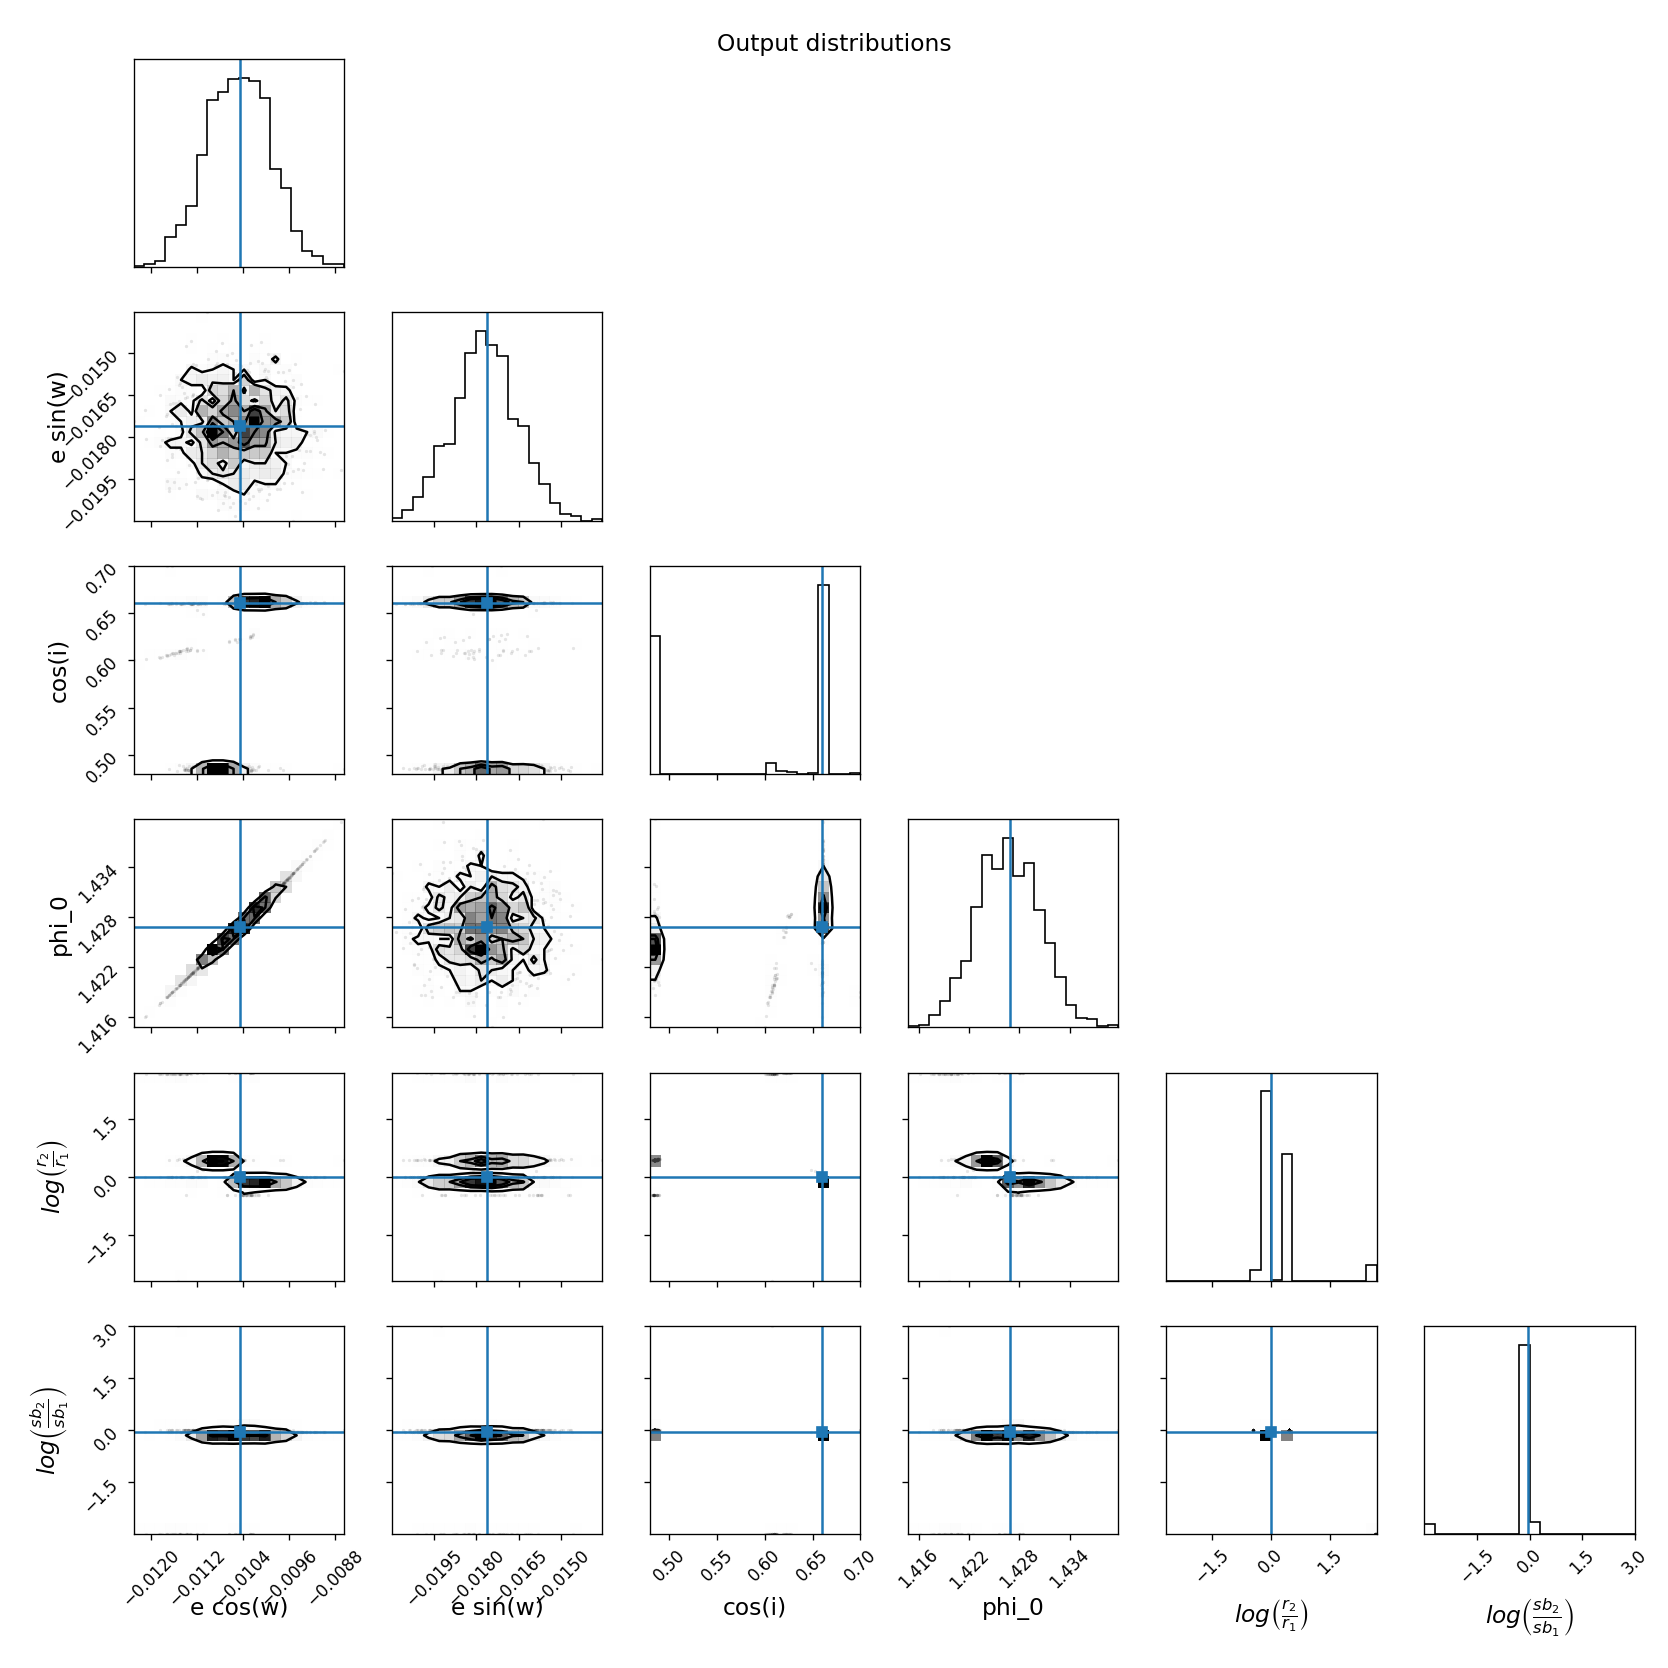 Output distributions
e sin(w)
−0.0150
−0.0165
−0.0180
−0.0195
cos(i)
0.70
0.65
0.60
0.55
0.50
phi_0
1.434
1.428
1.422
1.416
log(r2/r1)
1.5
0.0
−1.5
log(sb2/sb1)
3.0
1.5
0.0
−1.5
−0.0120 −0.0112 −0.0104 −0.0096 −0.0088
−0.0195 −0.0180 −0.0165 −0.0150
0.50 0.55 0.60 0.65 0.70
1.416 1.422 1.428 1.434
−1.5 0.0 1.5
−1.5 0.0 1.5 3.0
e cos(w) e sin(w) cos(i) phi_0 log(r2/r1) log(sb2/sb1)